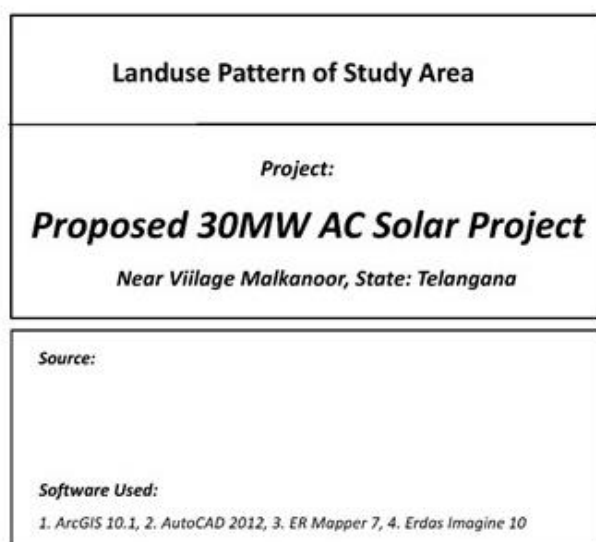 Landuse Pattern of Study Area
Project:
Proposed 30MW AC Solar Project
Near Viilage Malkanoor, State: Telangana
Source:
Software Used:
1. ArcGIS 10.1, 2. AutoCAD 2012, 3. ER Mapper 7, 4. Erdas Imagine 10